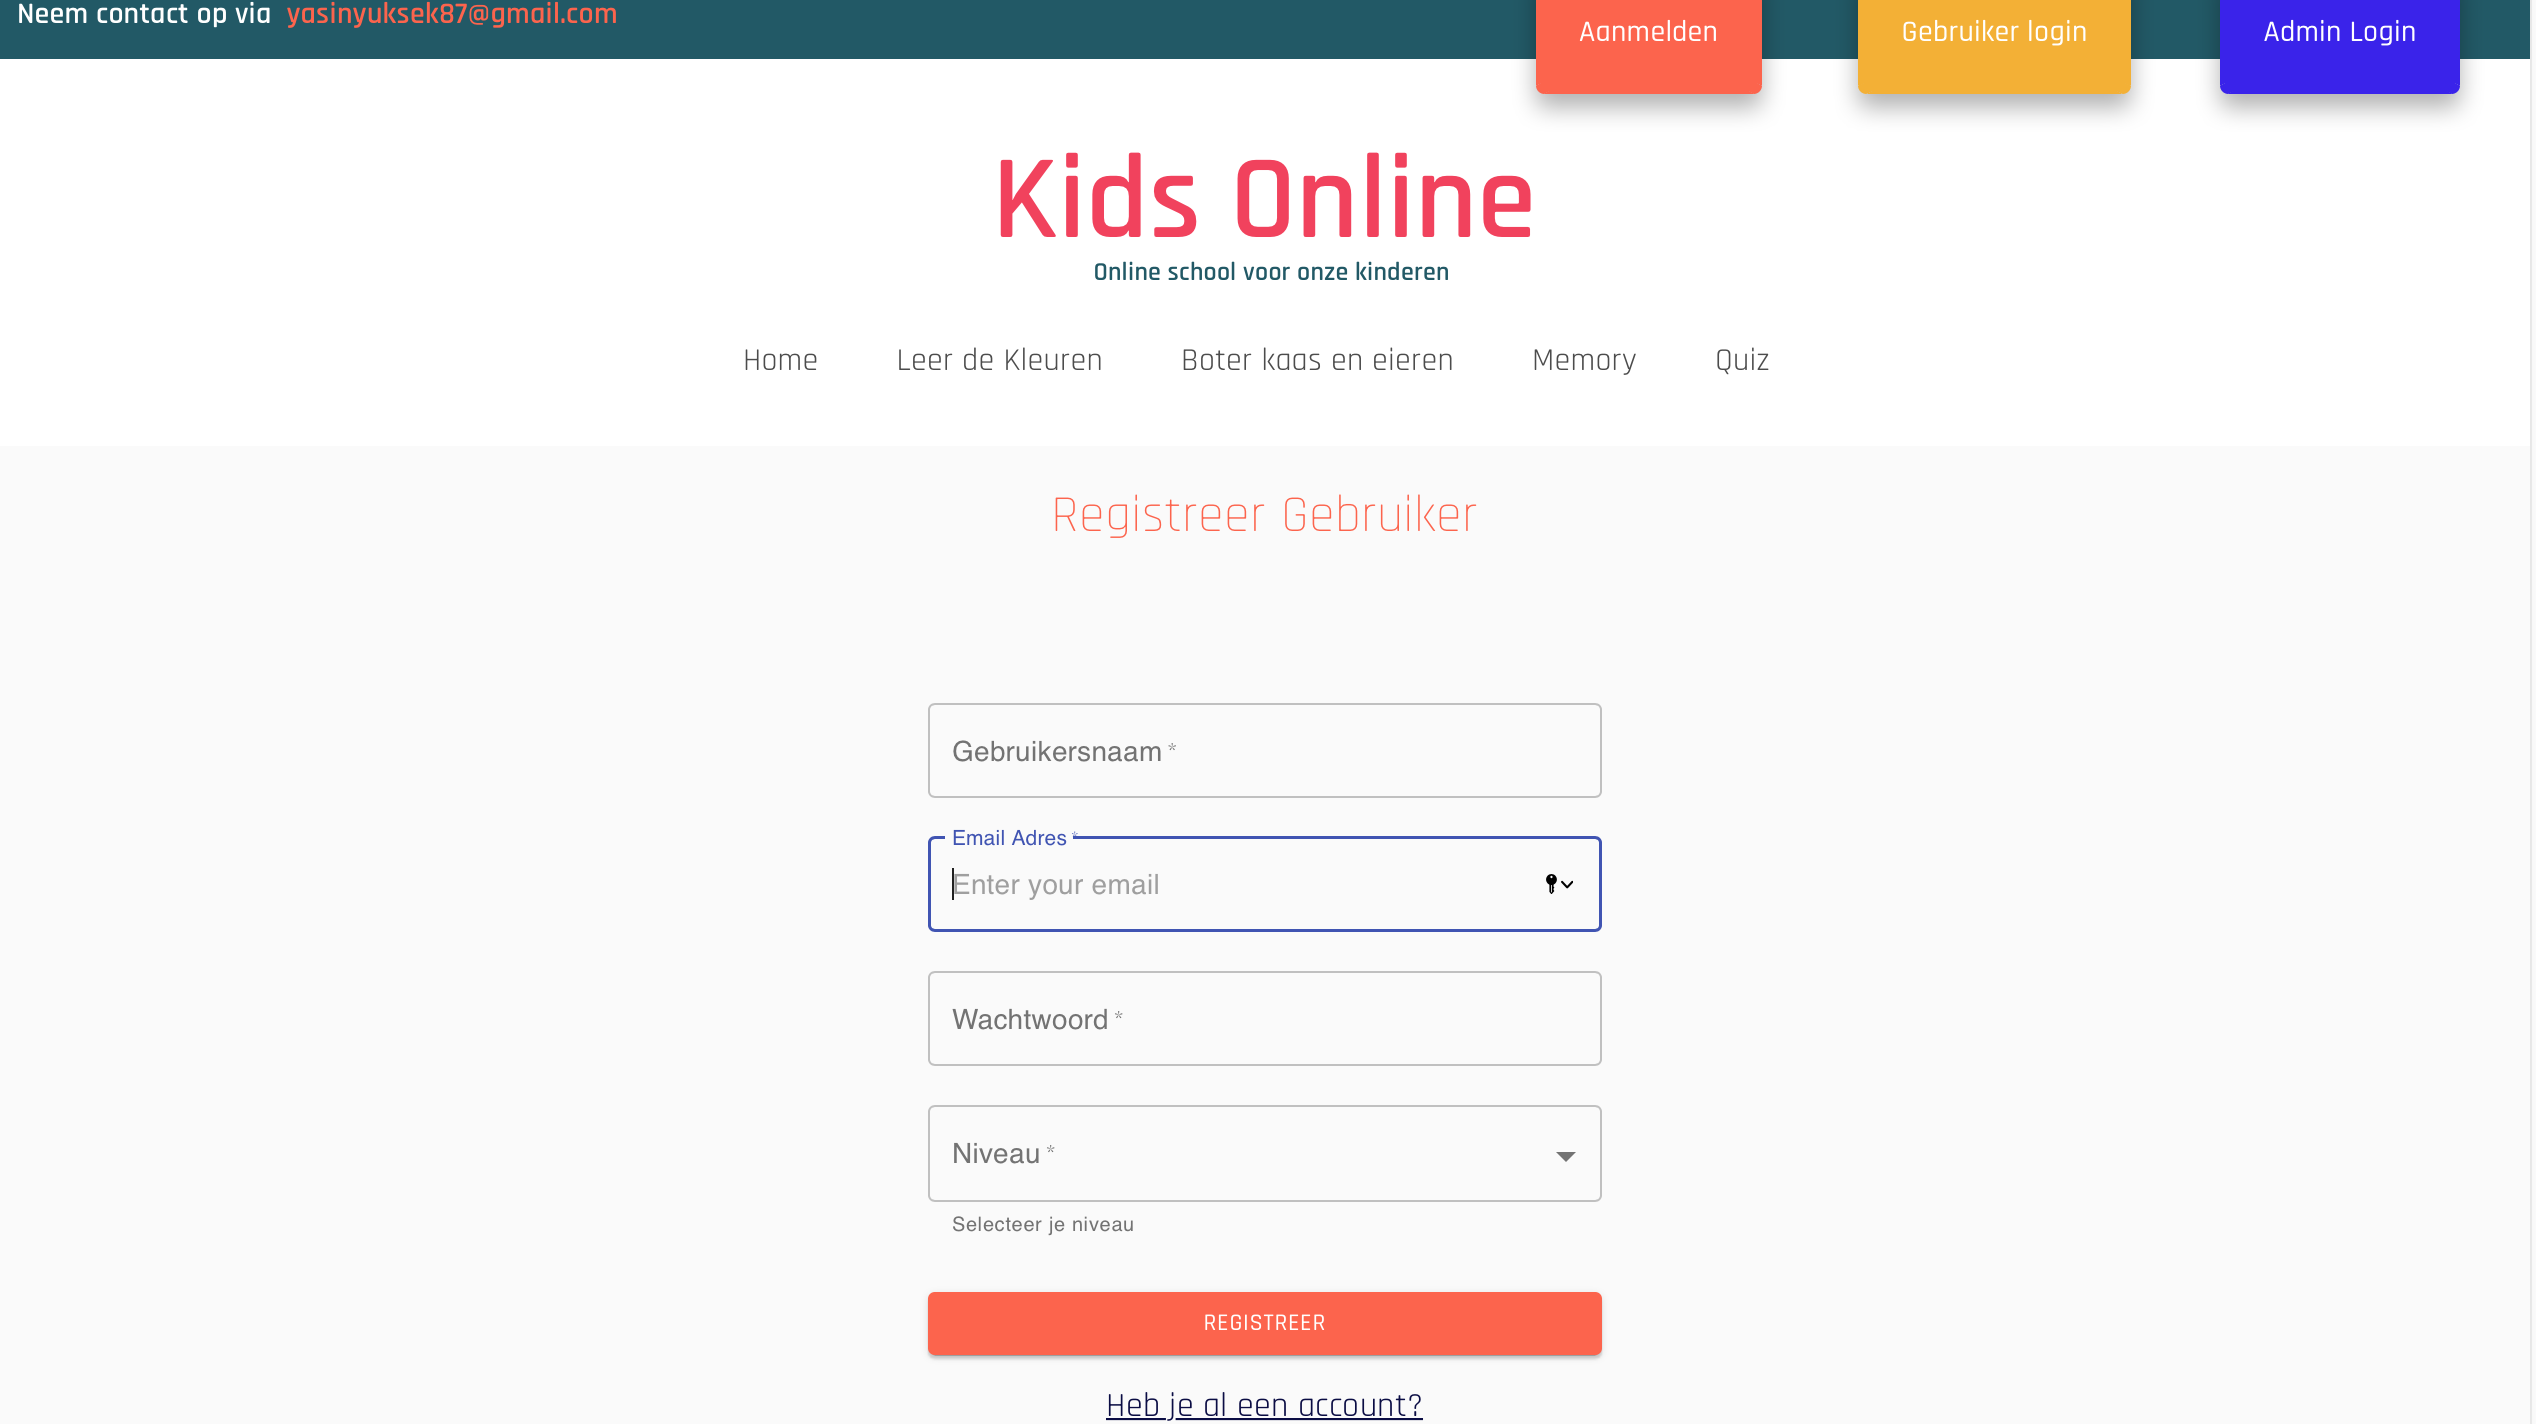 Neem contact op via yasinyuksek87@gmail.com
Aanmelden
Gebruiker login
Admin Login
Kids Online
Online school voor onze kinderen
Home
Leer de Kleuren
Boter kaas en eieren
Memory
Quiz
Registreer Gebruiker
Gebruikersnaam *
Email Adres *
Enter your email
Wachtwoord *
Niveau *
Selecteer je niveau
REGISTREER
Heb je al een account?